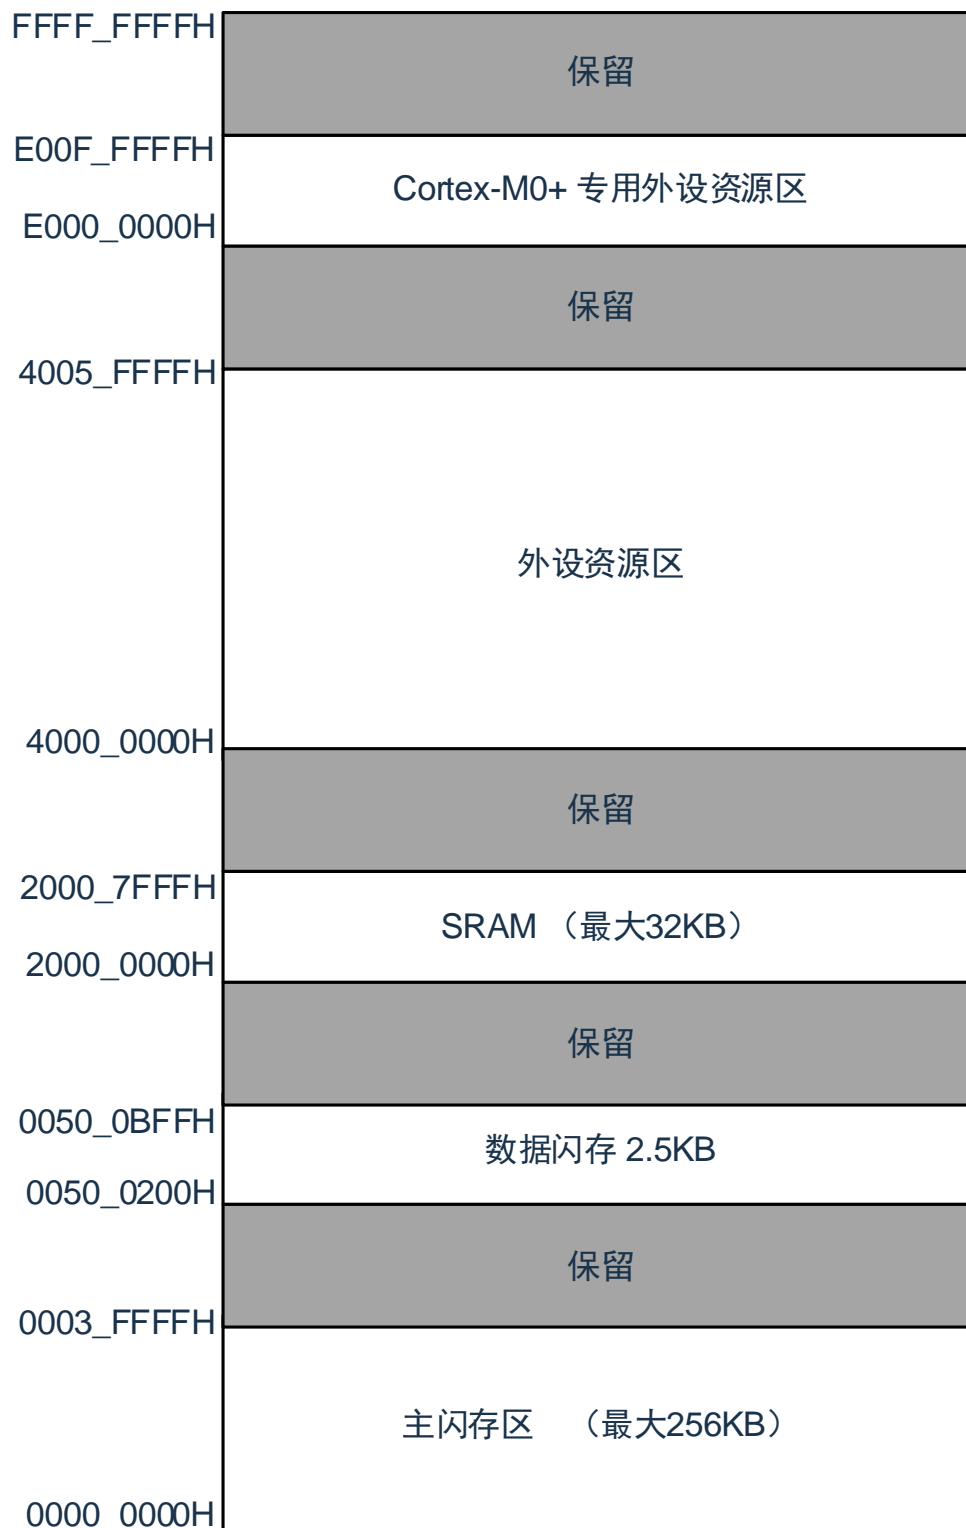 FFFF_FFFFH
保留
E00F_FFFFH
Cortex-M0+ 专用外设资源区
E000_0000H
保留
4005_FFFFH
外设资源区
4000_0000H
保留
2000_7FFFH
SRAM （最大32KB）
2000_0000H
保留
0050_0BFFH
数据闪存 2.5KB
0050_0200H
保留
0003_FFFFH
主闪存区 （最大256KB）
0000_0000H